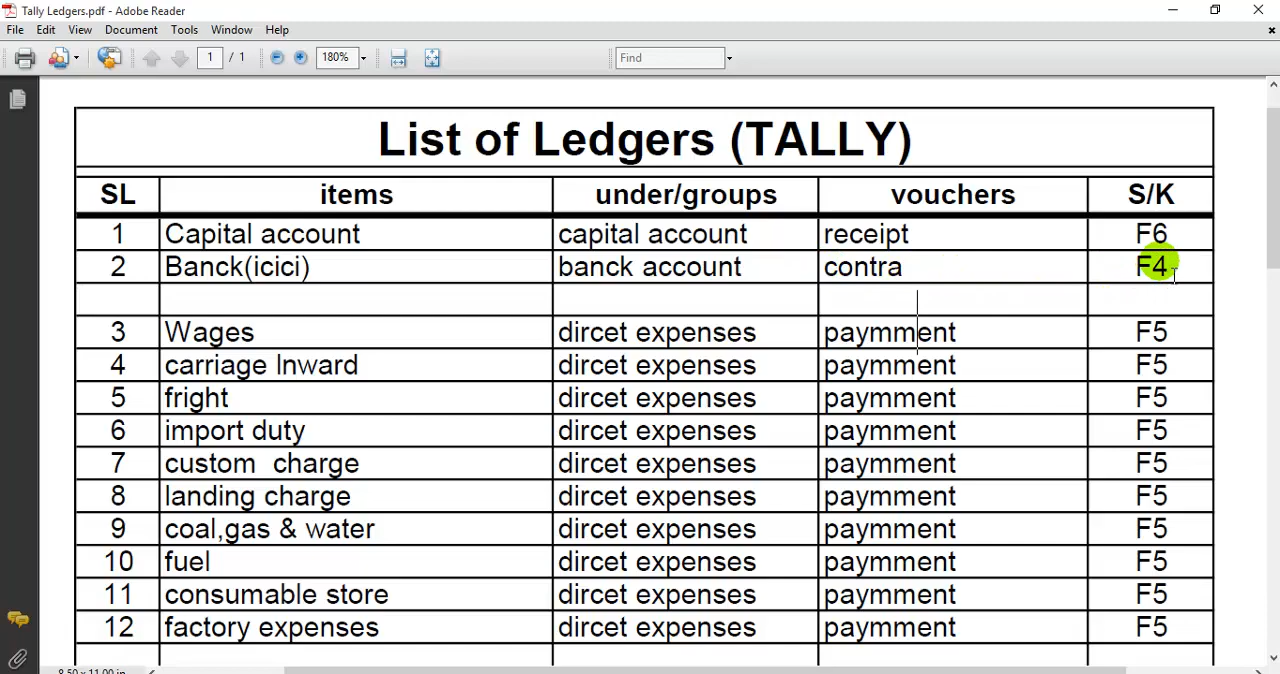 Tally Ledgers.pdf - Adobe Reader
File Edit View Document Tools Window Help
1 / 1 180% Find
List of Ledgers (TALLY)
SL items under/groups vouchers S/K
1 Capital account capital account receipt F6
2 Banck(icici) banck account contra F4
3 Wages dircet expenses paymment F5
4 carriage Inward dircet expenses paymment F5
5 fright dircet expenses paymment F5
6 import duty dircet expenses paymment F5
7 custom charge dircet expenses paymment F5
8 landing charge dircet expenses paymment F5
9 coal,gas & water dircet expenses paymment F5
10 fuel dircet expenses paymment F5
11 consumable store dircet expenses paymment F5
12 factory expenses dircet expenses paymment F5
8.50 x 11.00 in